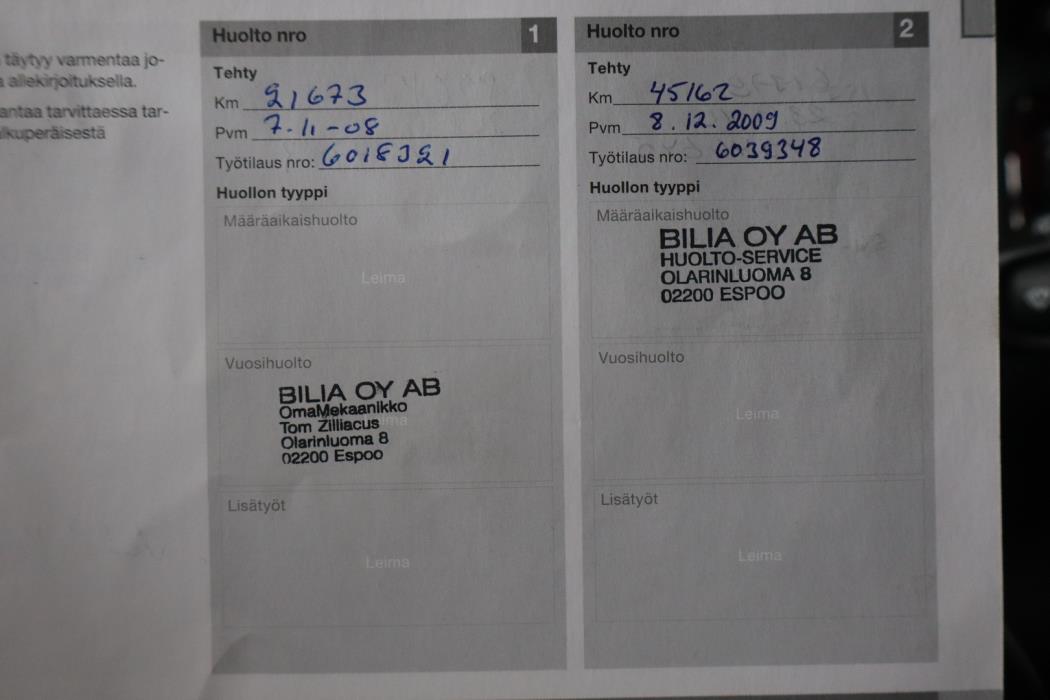 täytyy varmentaa jo-
allekirjoituksella.
antaa tarvittaessa tar-
lkuperäisestä
Huolto nro 1
Tehty
Km 21673
Pvm 7.11-08
Työtilaus nro: 6018321
Huollon tyyppi
Määräaikaishuolto
Leima
Vuosihuolto
BILIA OY AB
OmaMekaanikko
Tom Zilliacus
Olarinluoma 8
02200 Espoo
Lisätyöt
Leima
Huolto nro 2
Tehty
Km 45162
Pvm 8.12.2009
Työtilaus nro: 6039348
Huollon tyyppi
Määräaikaishuolto
BILIA OY AB
HUOLTO-SERVICE
OLARINLUOMA 8
02200 ESPOO
Vuosihuolto
Leima
Lisätyöt
Leima